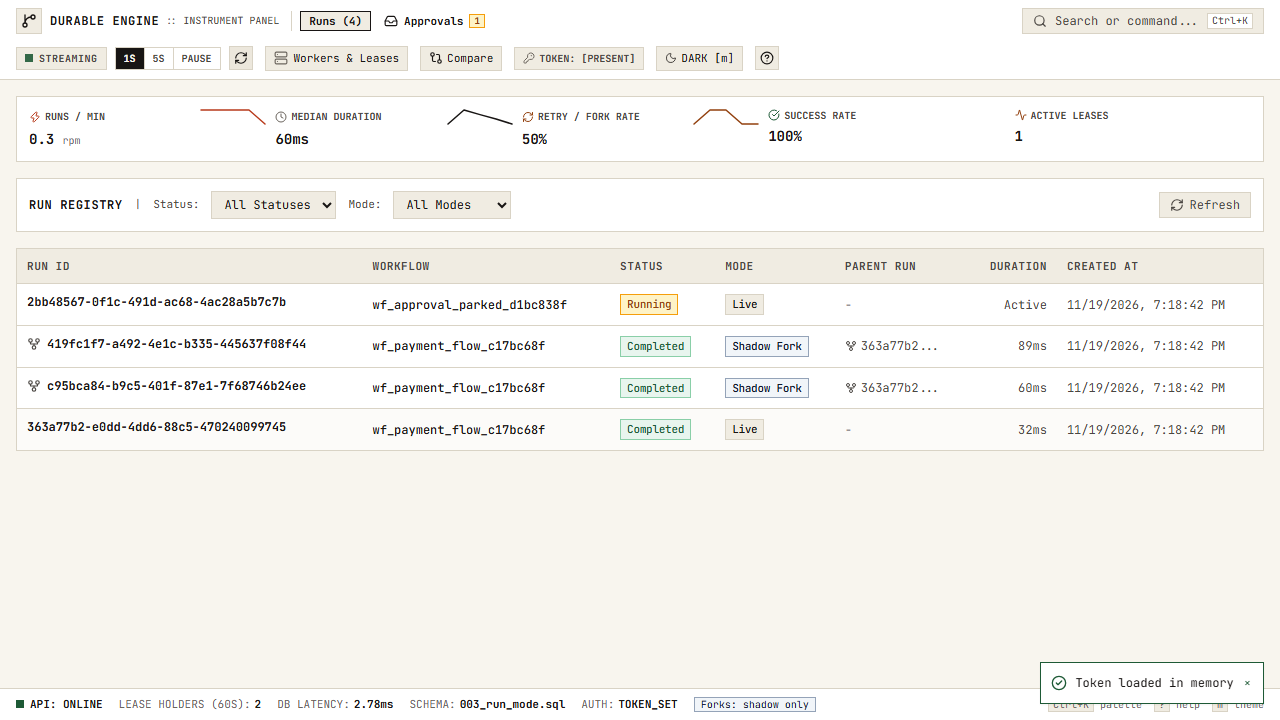 DURABLE ENGINE :: INSTRUMENT PANEL Runs (4) Approvals 1 Search or command... Ctrl+K
STREAMING 1S 5S PAUSE Workers & Leases Compare TOKEN: [PRESENT] DARK [m]
RUNS / MIN MEDIAN DURATION RETRY / FORK RATE SUCCESS RATE ACTIVE LEASES
0.3 rpm 60ms 50% 100% 1
RUN REGISTRY | Status: All Statuses Mode: All Modes Refresh
RUN ID WORKFLOW STATUS MODE PARENT RUN DURATION CREATED AT
2bb48567-0f1c-491d-ac68-4ac28a5b7c7b wf_approval_parked_d1bc838f Running Live - Active 11/19/2026, 7:18:42 PM
419fc1f7-a492-4e1c-b335-445637f08f44 wf_payment_flow_c17bc68f Completed Shadow Fork 363a77b2... 89ms 11/19/2026, 7:18:42 PM
c95bca84-b9c5-401f-87e1-7f68746b24ee wf_payment_flow_c17bc68f Completed Shadow Fork 363a77b2... 60ms 11/19/2026, 7:18:42 PM
363a77b2-e0dd-4dd6-88c5-470240099745 wf_payment_flow_c17bc68f Completed Live - 32ms 11/19/2026, 7:18:42 PM
Token loaded in memory ×
API: ONLINE LEASE HOLDERS (60S): 2 DB LATENCY: 2.78ms SCHEMA: 003_run_mode.sql AUTH: TOKEN_SET Forks: shadow only Ctrl+K palette ? help m theme